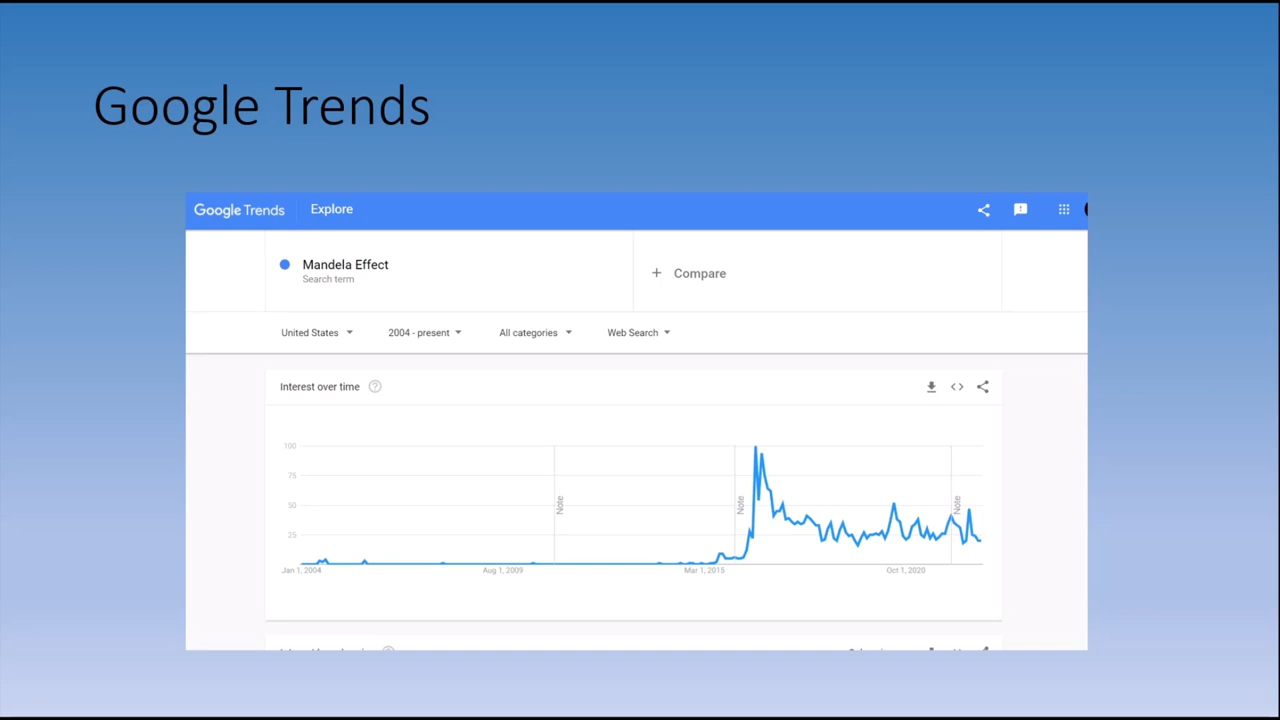 Google Trends
Google Trends Explore
Mandela Effect
Search term
+ Compare
United States 2004 - present All categories Web Search
Interest over time ?
100
75
50
25
Note Note Note
Jan 1, 2004 Aug 1, 2009 Mar 1, 2015 Oct 1, 2020